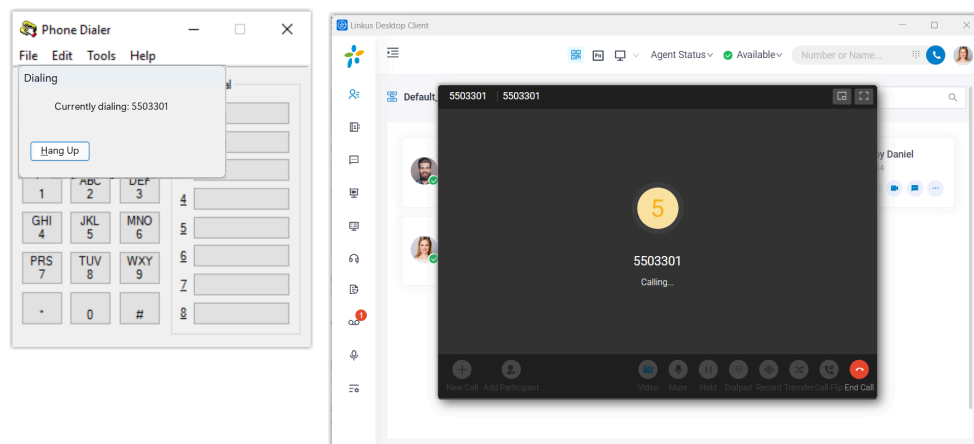 Phone Dialer
File Edit Tools Help
Dialing
Currently dialing: 5503301
Hang Up
ABC DEF
1 2 3
GHI JKL MNO
4 5 6
PRS TUV WXY
7 8 9
* 0 #
4
5
6
7
8
Linkus Desktop Client
Fn Agent Status Available Number or Name...
Default
5503301 5503301
by Daniel
5
5503301
Calling...
1
New Call Add Participant Video Mute Hold Dialpad Record Transfer Call Flip End Call